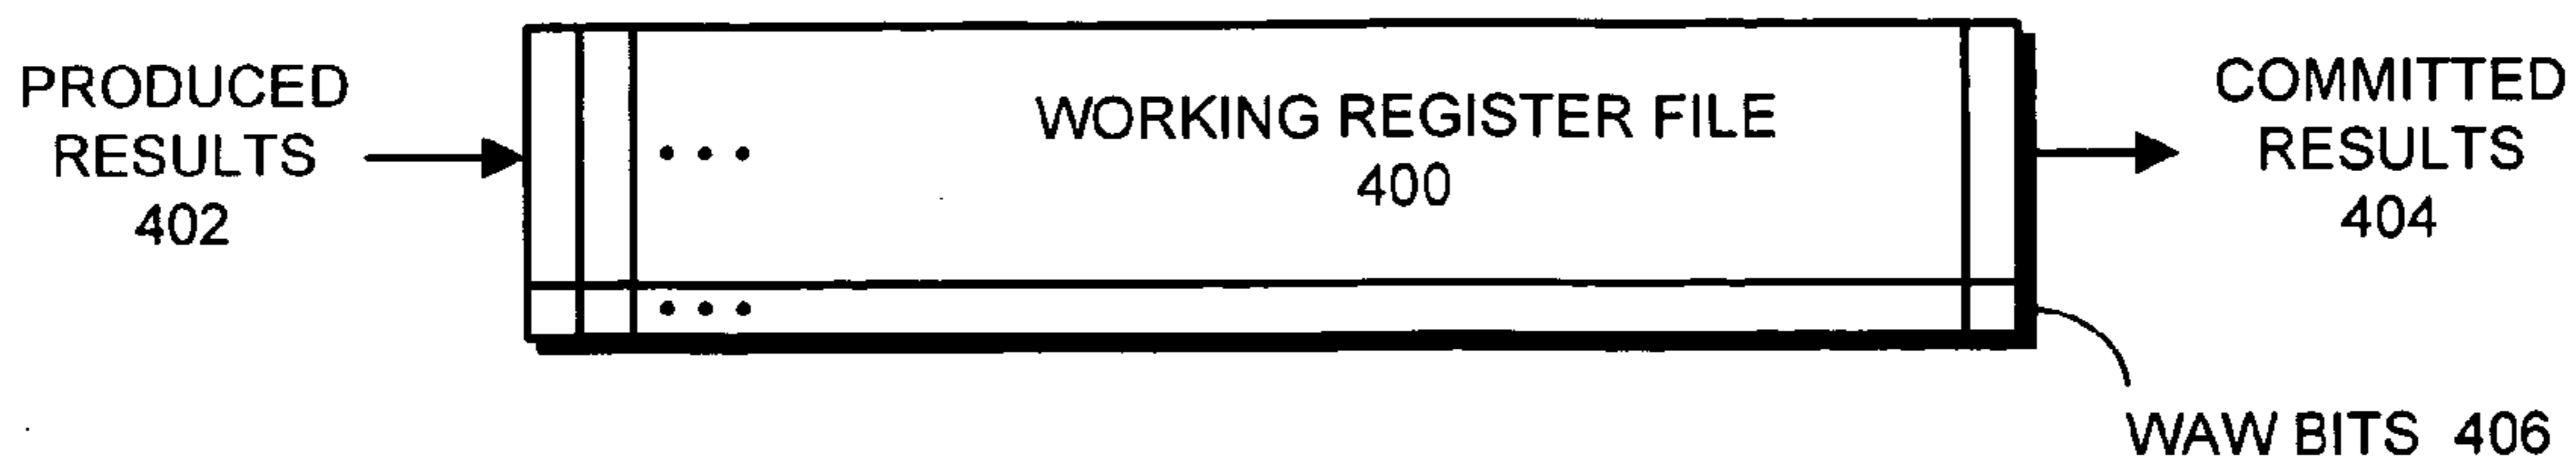 PRODUCED
RESULTS
402
• • •
WORKING REGISTER FILE
400
• • •
COMMITTED
RESULTS
404
WAW BITS 406